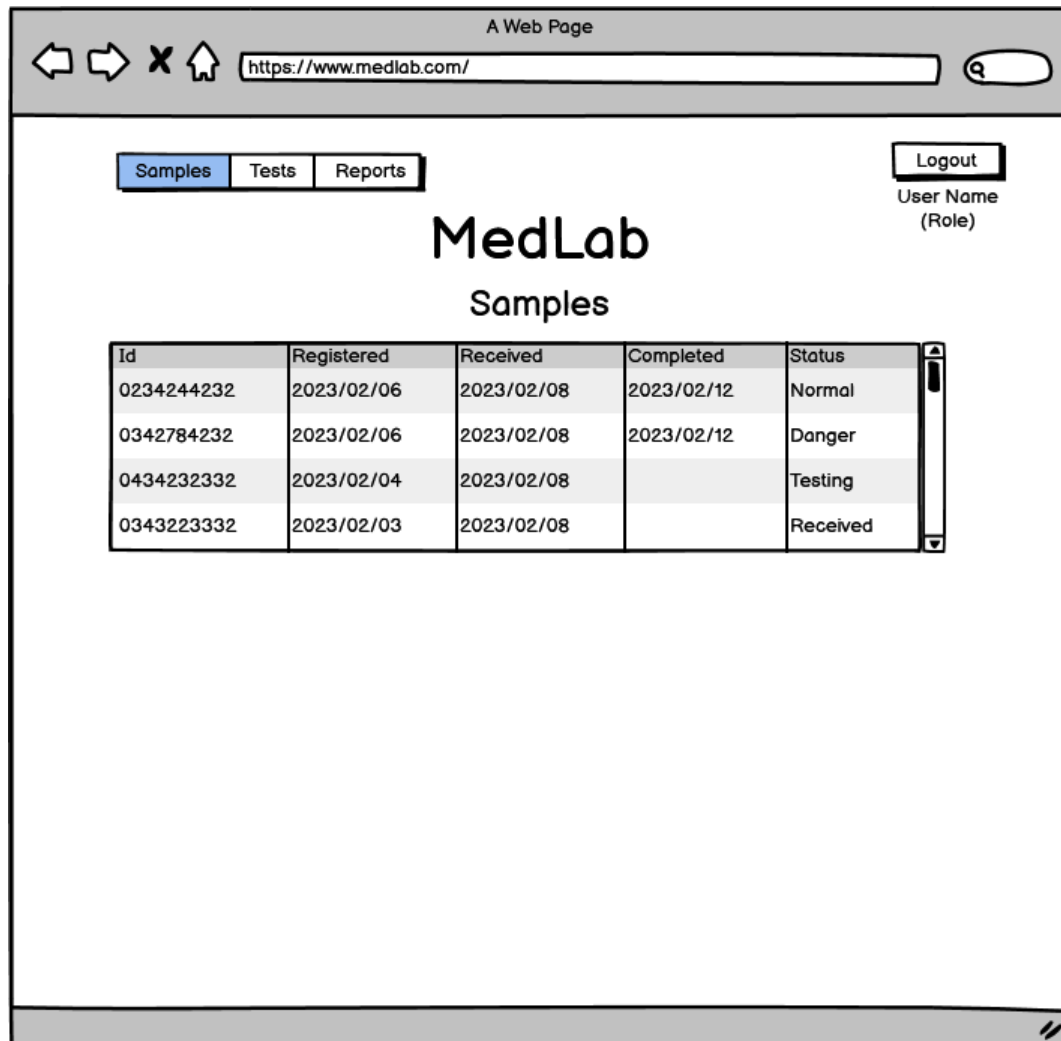 A Web Page
https://www.medlab.com/
Samples Tests Reports
Logout
User Name
(Role)
MedLab
Samples
Id Registered Received Completed Status
0234244232 2023/02/06 2023/02/08 2023/02/12 Normal
0342784232 2023/02/06 2023/02/08 2023/02/12 Danger
0434232332 2023/02/04 2023/02/08 Testing
0343223332 2023/02/03 2023/02/08 Received